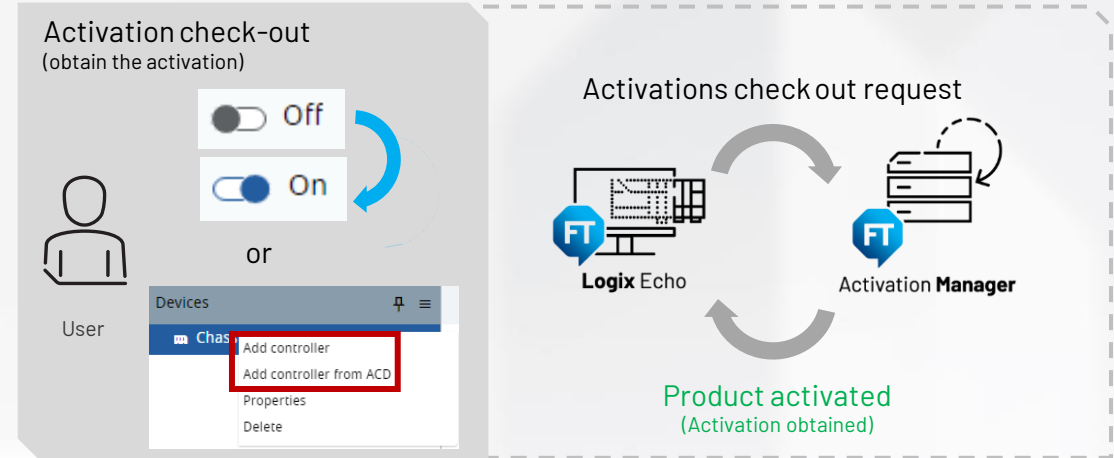 Activation check-out
(obtain the activation)
Off
On
or
User
Devices
Chas
Add controller
Add controller from ACD
Properties
Delete
Activations check out request
FT
Logix Echo
FT
Activation Manager
Product activated
(Activation obtained)